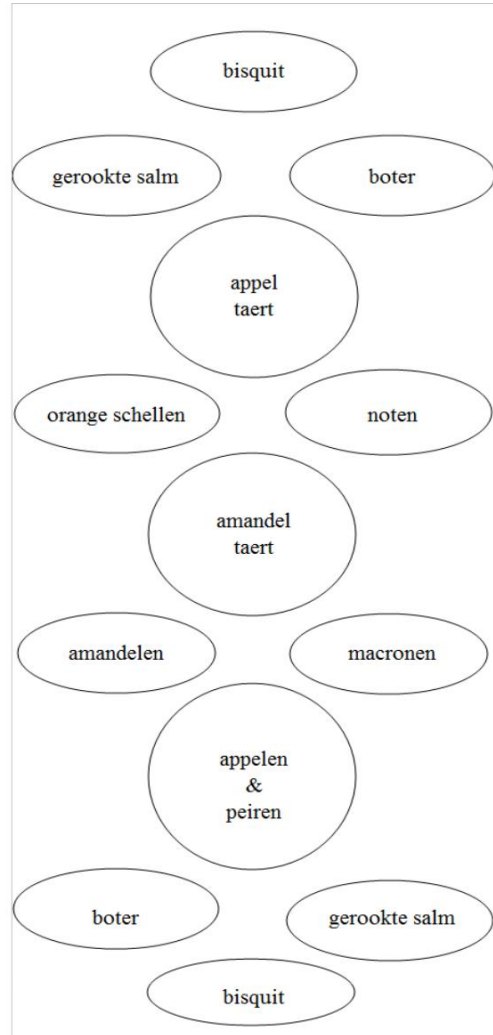 bisquit
gerookte salm
boter
appel
taert
orange schellen
noten
amandel
taert
amandelen
macronen
appelen
&
peiren
boter
gerookte salm
bisquit